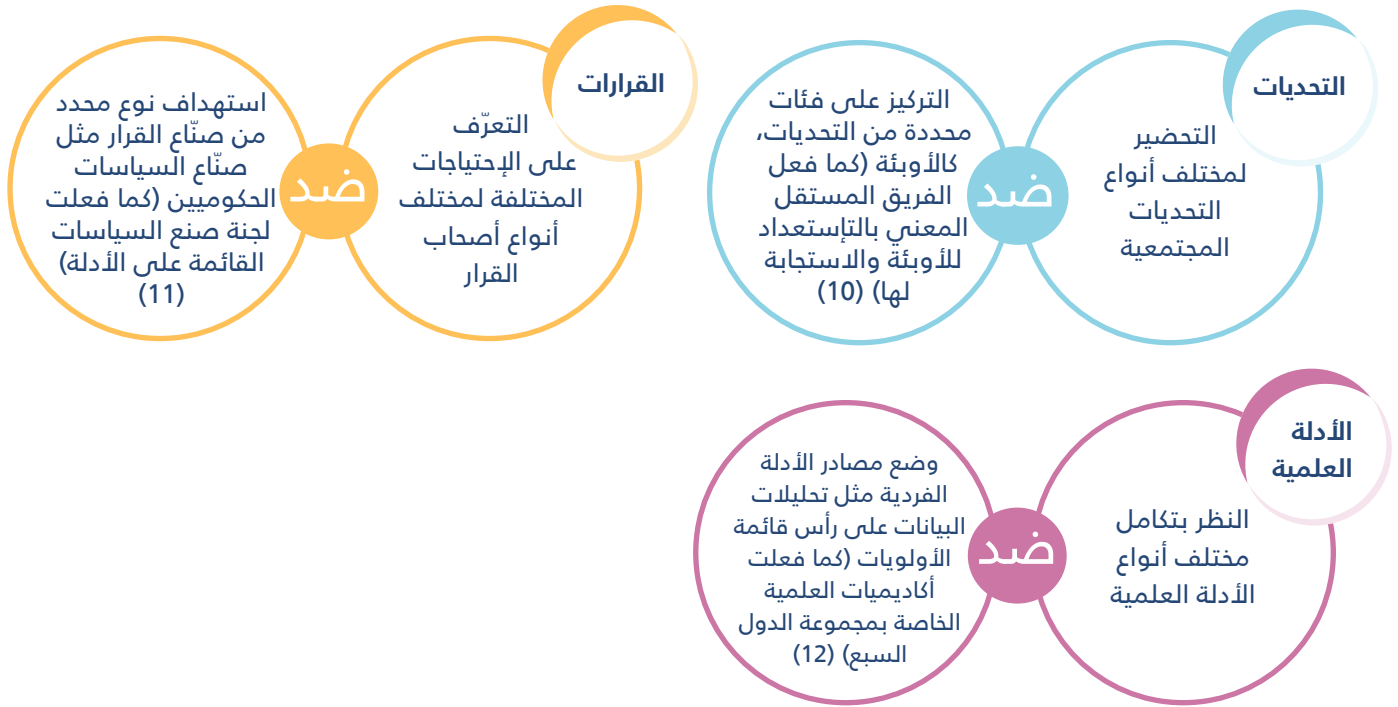 التحديات
التحضير
لمختلف أنواع
التحديات
المجتمعية
ضد
التركيز على فئات
محددة من التحديات،
كالأوبئة (كما فعل
الفريق المستقل
المعني بالتإستعداد
للأوبئة والاستجابة
لها) (10)
القرارات
التعرّف
على الإحتياجات
المختلفة لمختلف
أنواع أصحاب
القرار
ضد
استهداف نوع محدد
من صنّاع القرار مثل
صنّاع السياسات
الحكوميين (كما فعلت
لجنة صنع السياسات
القائمة على الأدلة)
(11)
الأدلة
العلمية
النظر بتكامل
مختلف أنواع
الأدلة العلمية
ضد
وضع مصادر الأدلة
الفردية مثل تحليلات
البيانات على رأس قائمة
الأولويات (كما فعلت
أكاديميات العلمية
الخاصة بمجموعة الدول
السبع) (12)